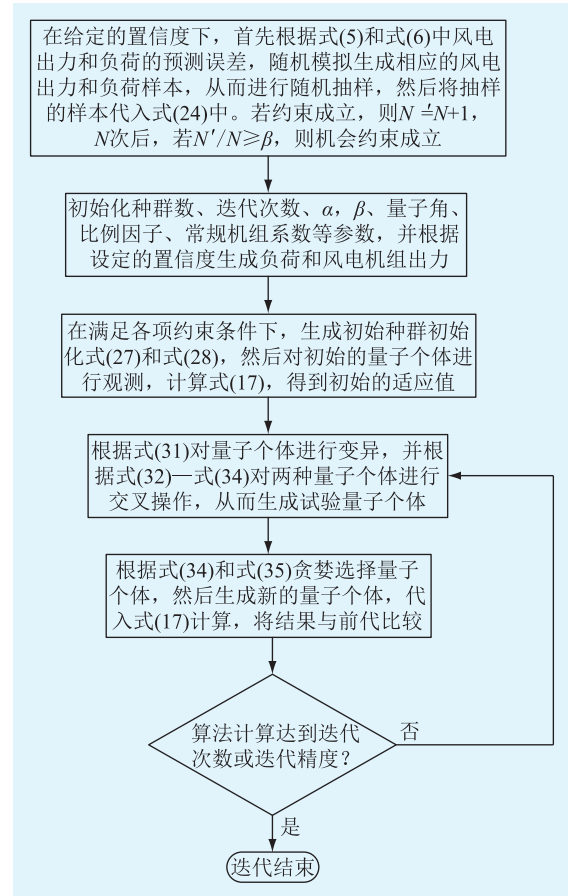 在给定的置信度下，首先根据式(5)和式(6)中风电
出力和负荷的预测误差，随机模拟生成相应的风电
出力和负荷样本，从而进行随机抽样，然后将抽样
的样本代入式(24)中。若约束成立，则N′=N+1，
N次后，若N′/N≥β，则机会约束成立
初始化种群数、迭代次数、α，β、量子角、
比例因子、常规机组系数等参数，并根据
设定的置信度生成负荷和风电机组出力
在满足各项约束条件下，生成初始种群初始
化式(27)和式(28)，然后对初始的量子个体进
行观测，计算式(17)，得到初始的适应值
根据式(31)对量子个体进行变异，并根
据式(32)—式(34)对两种量子个体进行
交叉操作，从而生成试验量子个体
根据式(34)和式(35)贪婪选择量子
个体，然后生成新的量子个体，代
入式(17)计算，将结果与前代比较
算法计算达到迭代
次数或迭代精度？
否
是
迭代结束